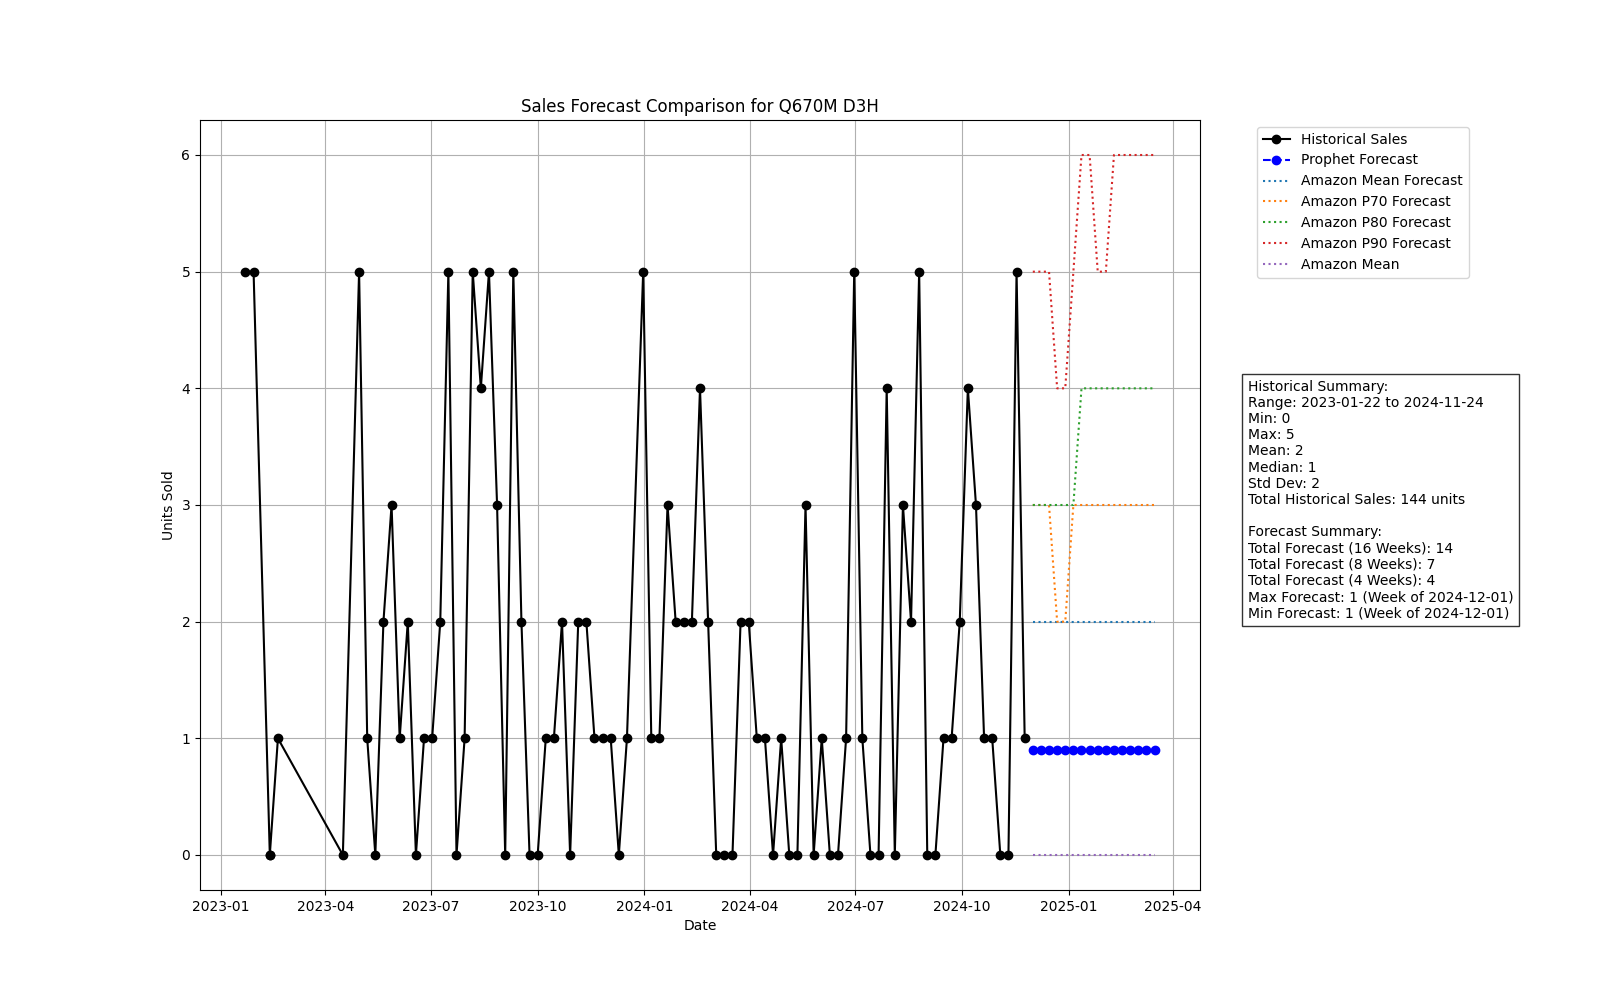 Sales Forecast Comparison for Q670M D3H
Historical Sales
Prophet Forecast
Amazon Mean Forecast
Amazon P70 Forecast
Amazon P80 Forecast
Amazon P90 Forecast
Amazon Mean
6
5
4
3
2
1
0
Units Sold
2023-01
2023-04
2023-07
2023-10
2024-01
2024-04
2024-07
2024-10
2025-01
2025-04
Date
Historical Summary:
Range: 2023-01-22 to 2024-11-24
Min: 0
Max: 5
Mean: 2
Median: 1
Std Dev: 2
Total Historical Sales: 144 units
Forecast Summary:
Total Forecast (16 Weeks): 14
Total Forecast (8 Weeks): 7
Total Forecast (4 Weeks): 4
Max Forecast: 1 (Week of 2024-12-01)
Min Forecast: 1 (Week of 2024-12-01)